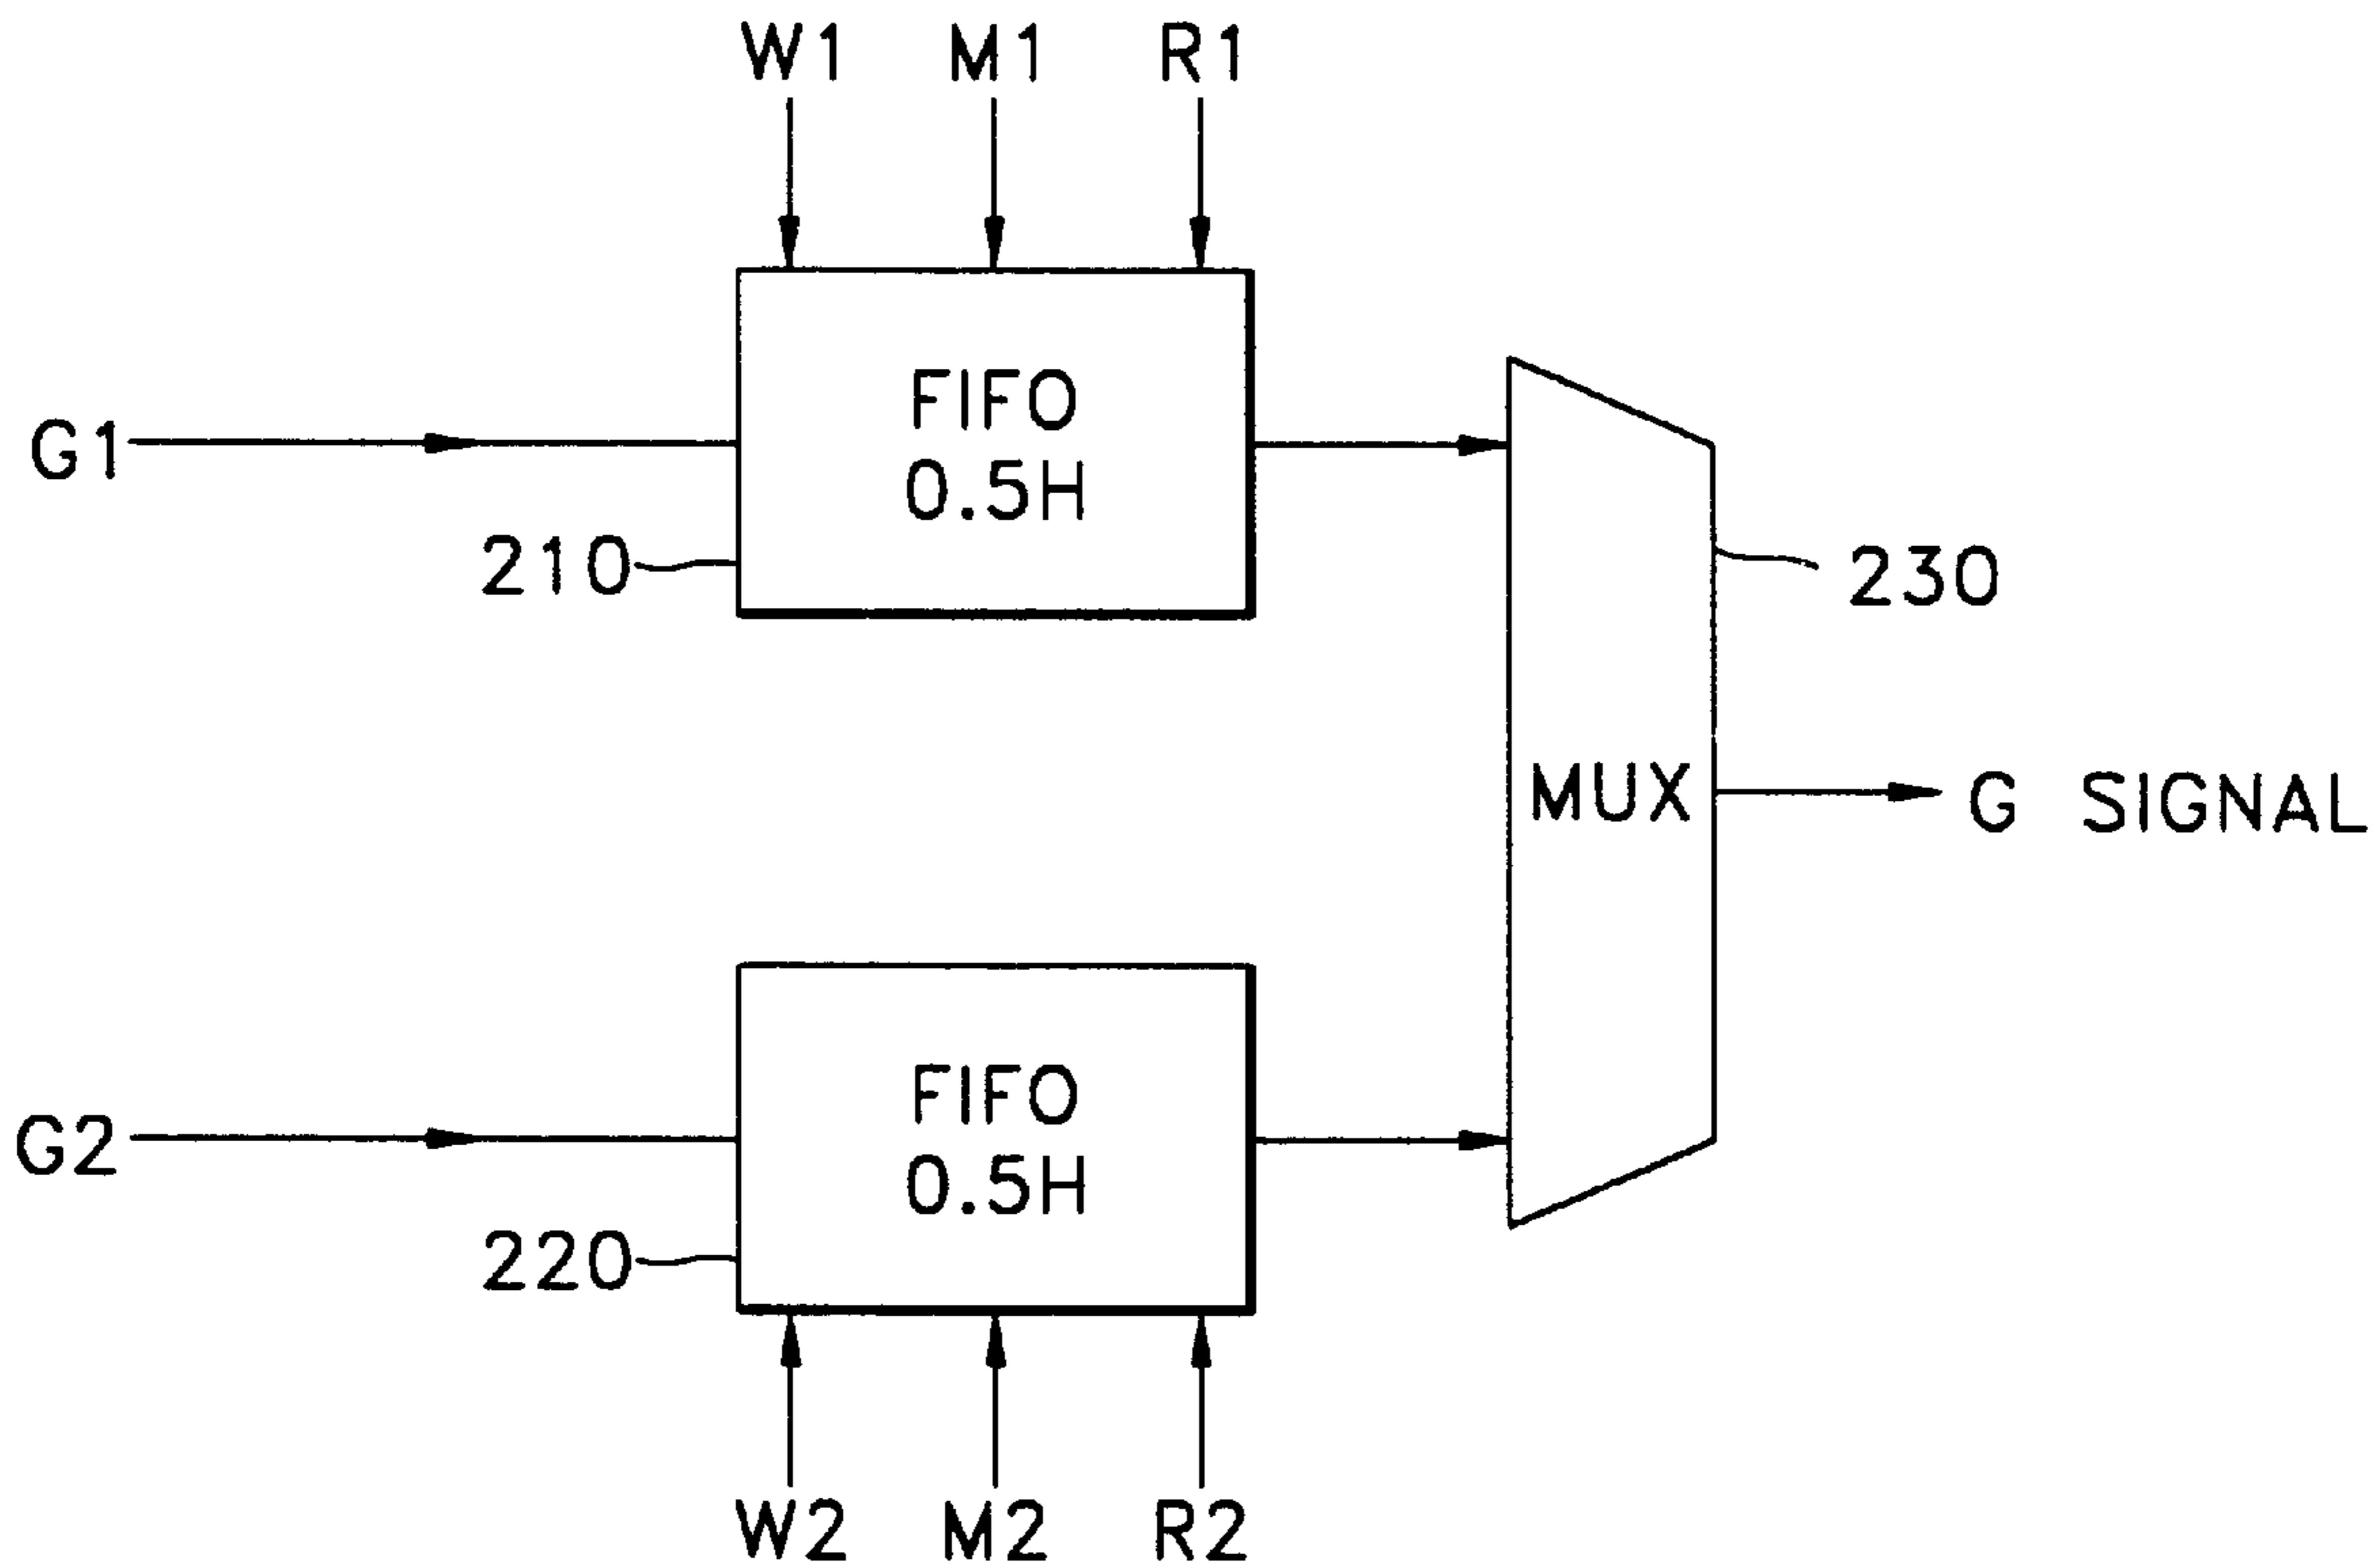 W1 M1 R1
FIFO
0.5H
G1
210
230
MUX
G SIGNAL
FIFO
0.5H
G2
220
W2 M2 R2